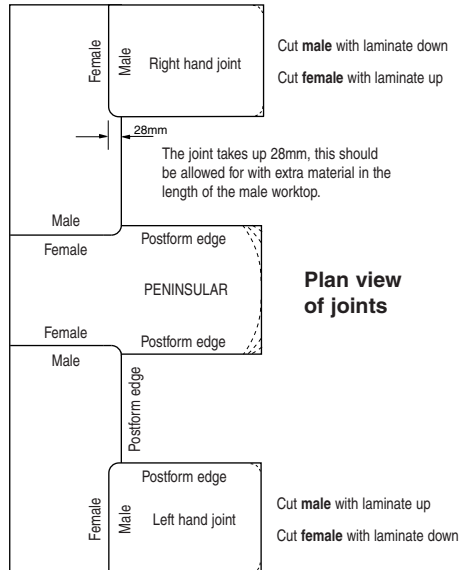 Female
Male
Right hand joint
Cut male with laminate down
Cut female with laminate up
28mm
The joint takes up 28mm, this should
be allowed for with extra material in the
length of the male worktop.
Male
Female
Postform edge
PENINSULAR
Plan view
of joints
Female
Male
Postform edge
Postform edge
Postform edge
Female
Male
Left hand joint
Cut male with laminate up
Cut female with laminate down